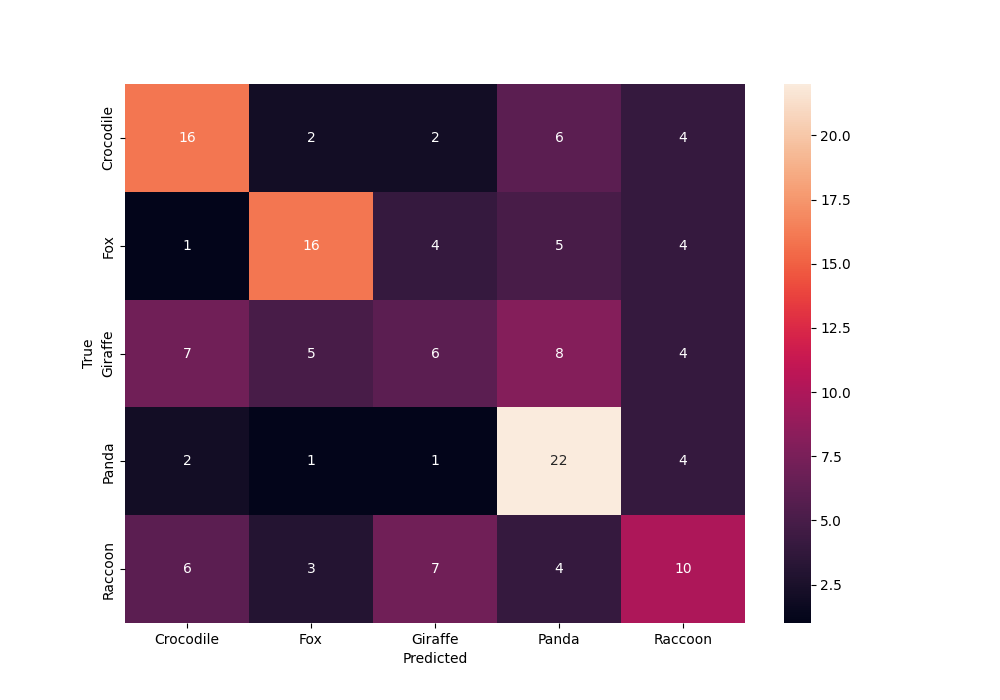 Crocodile 16 2 2 6 4
Fox 1 16 4 5 4
Giraffe 7 5 6 8 4
Panda 2 1 1 22 4
Raccoon 6 3 7 4 10
True
Crocodile Fox Giraffe Panda Raccoon
Predicted
20.0
17.5
15.0
12.5
10.0
7.5
5.0
2.5